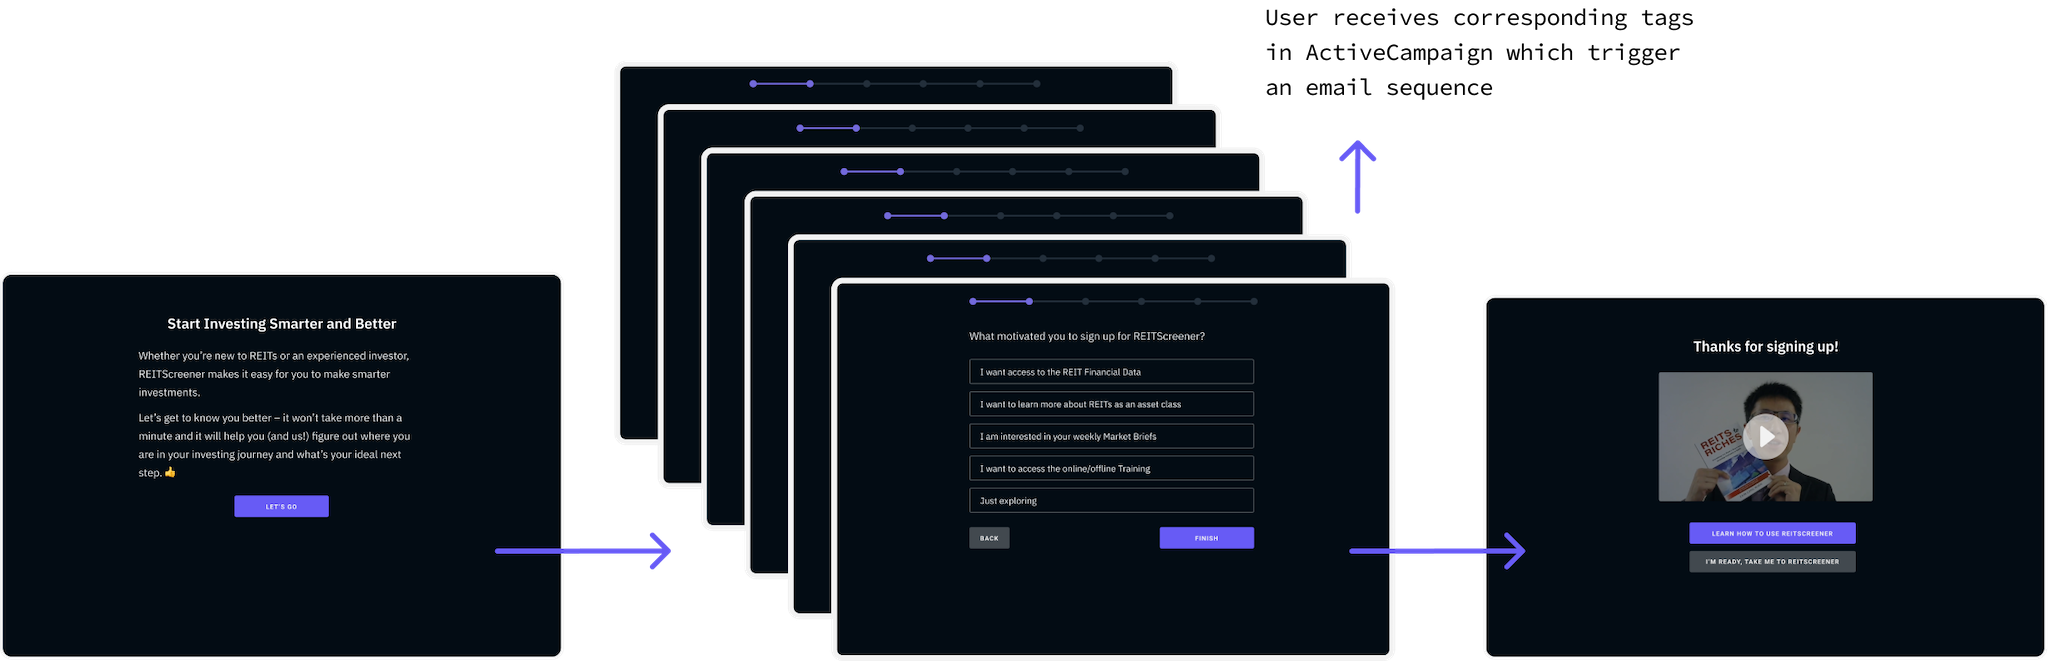 User receives corresponding tags
in ActiveCampaign which trigger
an email sequence
Start Investing Smarter and Better
Whether you’re new to REITs or an experienced investor,
REITScreener makes it easy for you to make smarter
investments.
Let’s get to know you better – it won’t take more than a
minute and it will help you (and us!) figure out where you
are in your investing journey and what’s your ideal next
step. 👍
LET’S GO
What motivated you to sign up for REITScreener?
I want access to the REIT Financial Data
I want to learn more about REITs as an asset class
I am interested in your weekly Market Briefs
I want to access the online/offline Training
Just exploring
BACK
FINISH
Thanks for signing up!
REITS
RICHES
LEARN HOW TO USE REITSCREENER
I’M READY, TAKE ME TO REITSCREENER